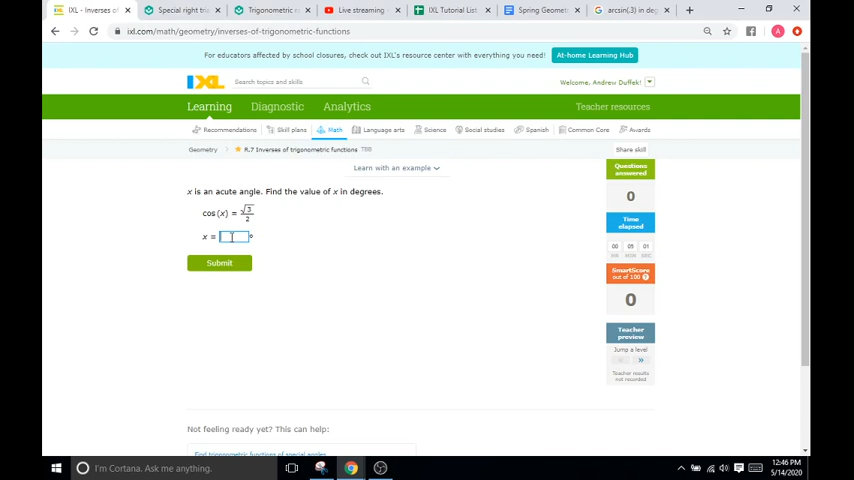 IXL - Inverses of
Special right tri
Trigonometric r
Live streaming -
IXL Tutorial List
Spring Geomet
arcsin(.3) in deg
ixl.com/math/geometry/inverses-of-trigonometric-functions
A
For educators affected by school closures, check out IXL's resource center with everything you need!
At-home Learning Hub
IXL
Search topics and skills
Welcome, Andrew Duffek!
Learning
Diagnostic
Analytics
Teacher resources
Recommendations
Skill plans
Math
Language arts
Science
Social studies
Spanish
Common Core
Awards
Geometry
R.7 Inverses of trigonometric functions
Share skill
Learn with an example
Questions
answered
0
x is an acute angle. Find the value of x in degrees.
cos(x) = √3/2
x = °
Submit
Time
elapsed
00 05 01
SmartScore
out of 100 ?
0
Teacher
preview
Jump a level
Teacher results
not recorded
Not feeling ready yet? This can help:
Find trigonometric functions of special angles
I'm Cortana. Ask me anything.
12:46 PM
5/14/2020